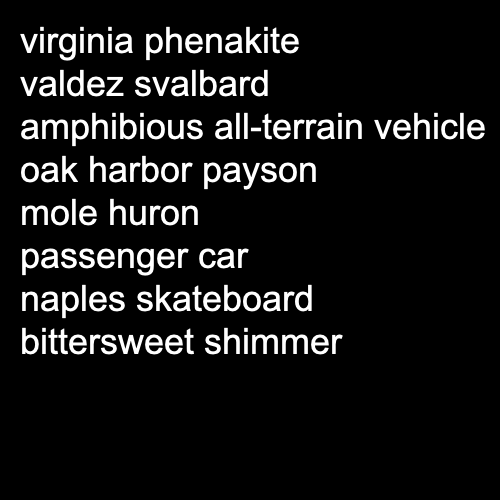 virginia phenakite
valdez svalbard
amphibious all-terrain vehicle
oak harbor payson
mole huron
passenger car
naples skateboard
bittersweet shimmer